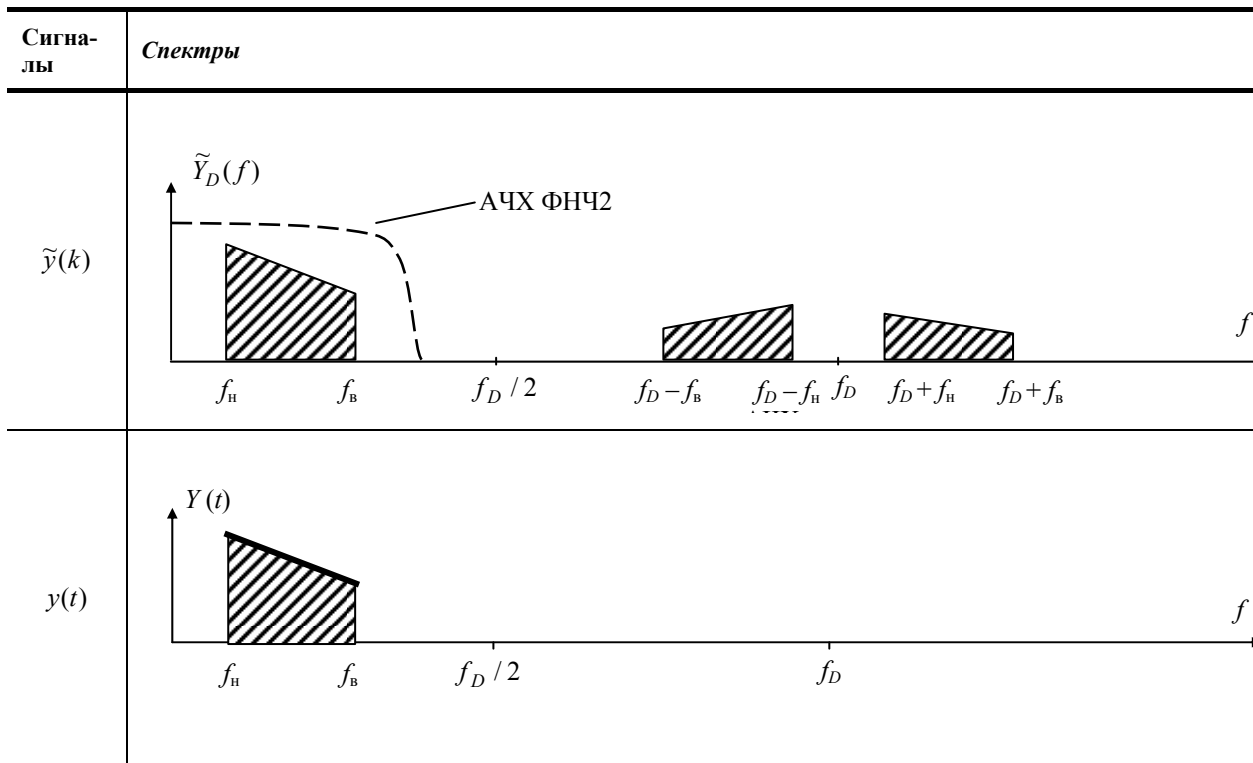 Сигна-
лы
Спектры
Ỹ_D(f)
АЧХ ФНЧ2
ỹ(k)
f
f_н f_в f_D / 2 f_D – f_в f_D – f_н f_D f_D + f_н f_D + f_в
Y (t)
y(t)
f
f_н f_в f_D / 2 f_D